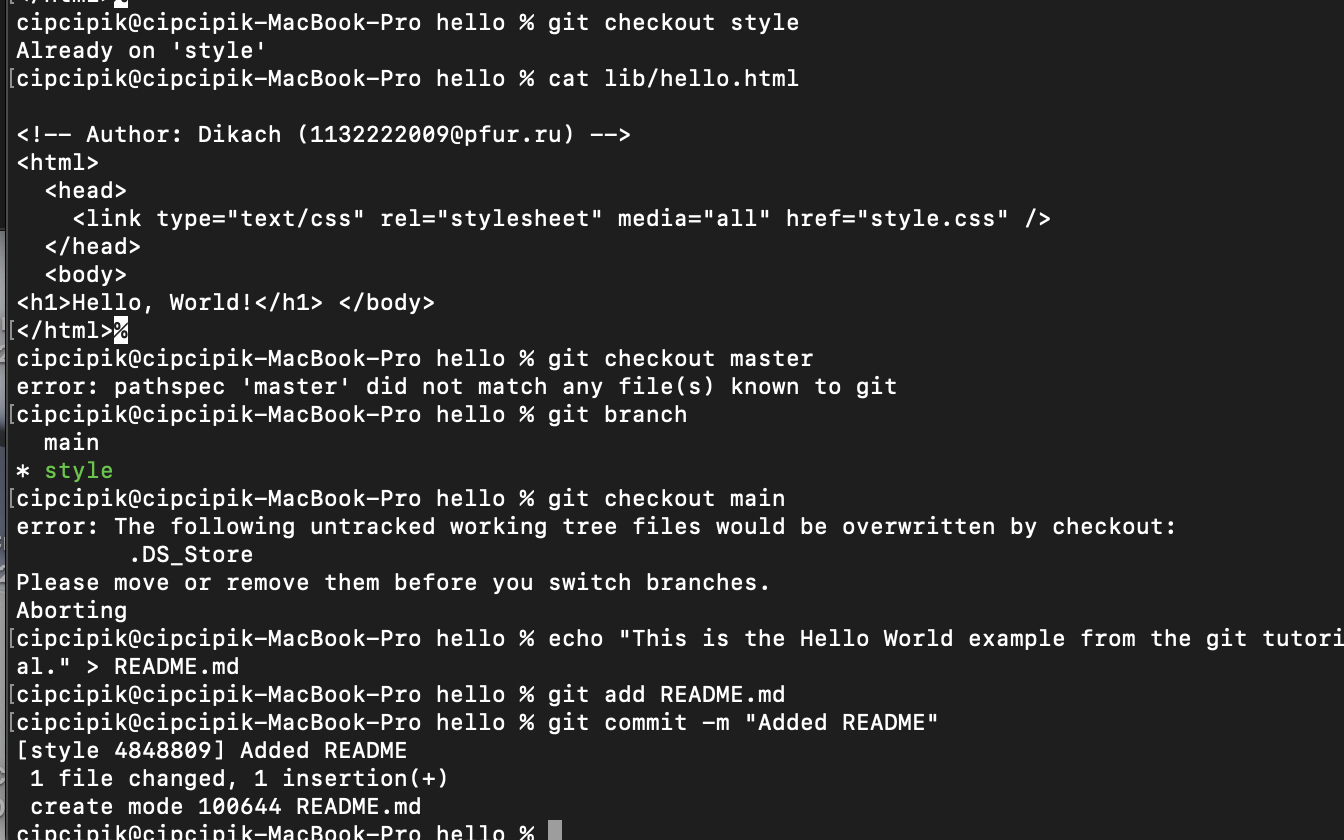 cipcipik@cipcipik-MacBook-Pro hello % git checkout style
Already on 'style'
[cipcipik@cipcipik-MacBook-Pro hello % cat lib/hello.html

<!-- Author: Dikach (1132222009@pfur.ru) -->
<html>
  <head>
    <link type="text/css" rel="stylesheet" media="all" href="style.css" />
  </head>
  <body>
<h1>Hello, World!</h1> </body>
[</html>%
cipcipik@cipcipik-MacBook-Pro hello % git checkout master
error: pathspec 'master' did not match any file(s) known to git
[cipcipik@cipcipik-MacBook-Pro hello % git branch
  main
* style
[cipcipik@cipcipik-MacBook-Pro hello % git checkout main
error: The following untracked working tree files would be overwritten by checkout:
        .DS_Store
Please move or remove them before you switch branches.
Aborting
[cipcipik@cipcipik-MacBook-Pro hello % echo "This is the Hello World example from the git tutori
al." > README.md
[cipcipik@cipcipik-MacBook-Pro hello % git add README.md
[cipcipik@cipcipik-MacBook-Pro hello % git commit -m "Added README"
[style 4848809] Added README
 1 file changed, 1 insertion(+)
 create mode 100644 README.md
cipcipik@cipcipik-MacBook-Pro hello %